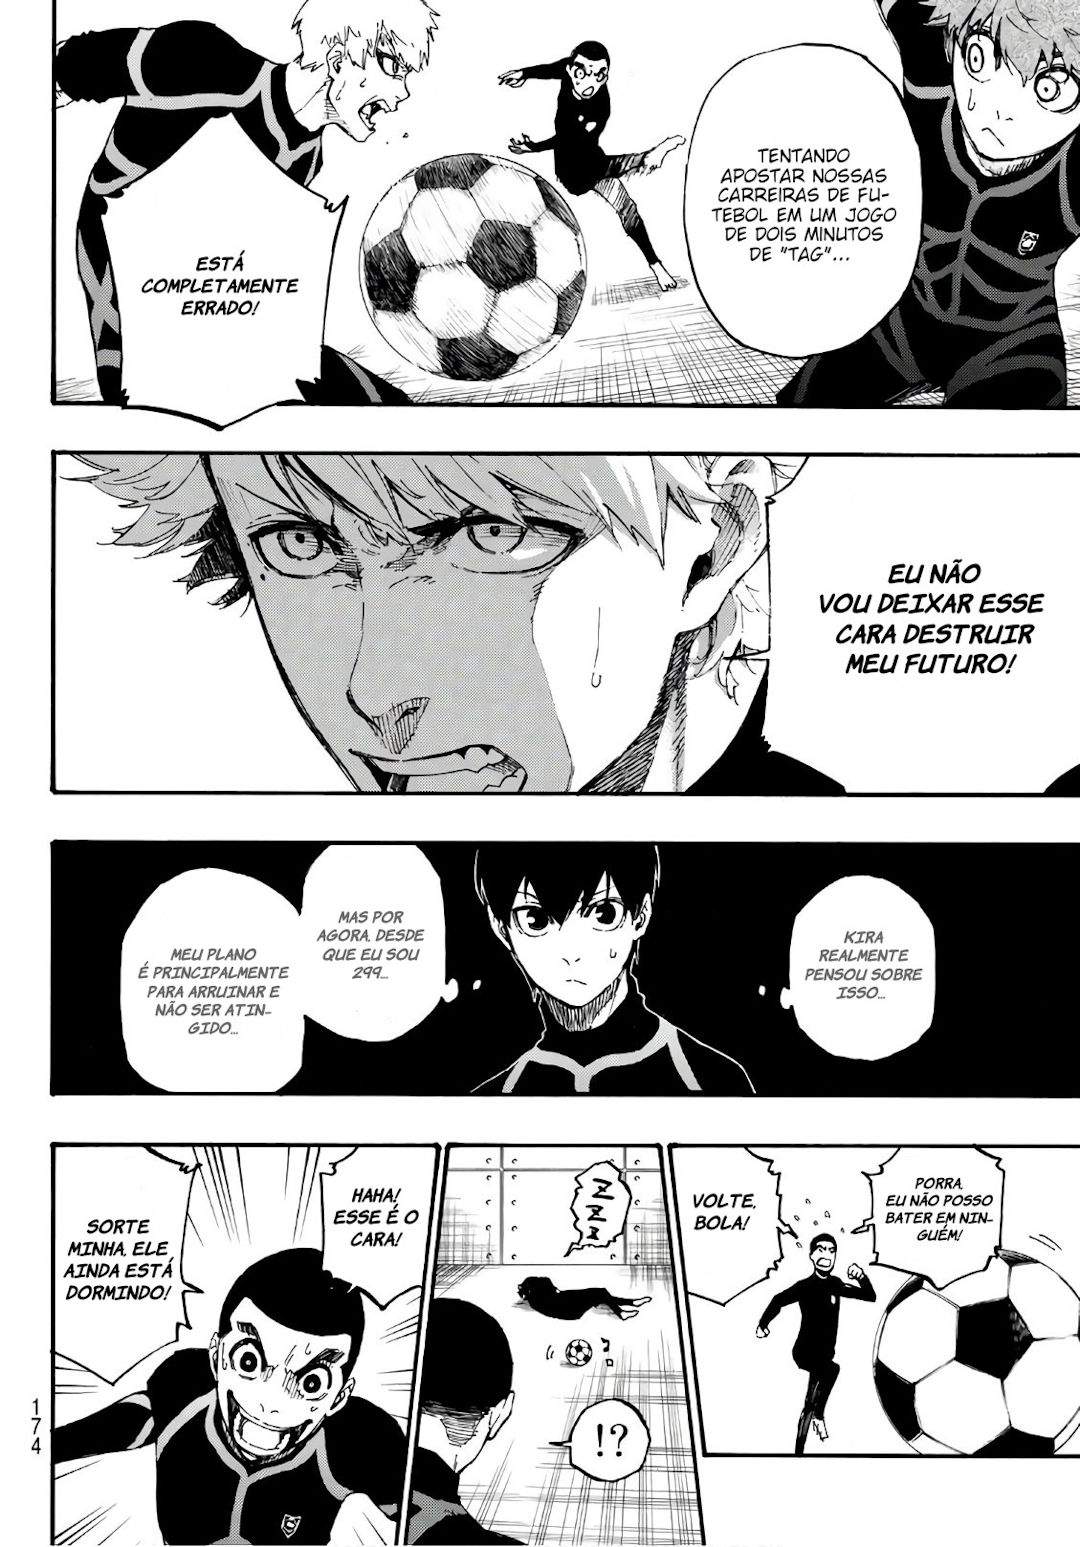 TENTANDO
APOSTAR NOSSAS
CARREIRAS DE FU-
TEBOL EM UM JOGO
DE DOIS MINUTOS
DE "TAG"...
ESTÁ
COMPLETAMENTE
ERRADO!
EU NÃO
VOU DEIXAR ESSE
CARA DESTRUIR
MEU FUTURO!
KIRA
REALMENTE
PENSOU SOBRE
ISSO...
MAS POR
AGORA, DESDE
QUE EU SOU
299...
MEU PLANO
É PRINCIPALMENTE
PARA ARRUINAR E
NÃO SER ATIN-
GIDO...
PORRA,
EU NÃO POSSO
BATER EM NIN-
GUÉM!
VOLTE,
BOLA!
Z
Z
Z
!?
HAHA!
ESSE É O
CARA!
SORTE
MINHA, ELE
AINDA ESTÁ
DORMINDO!
174